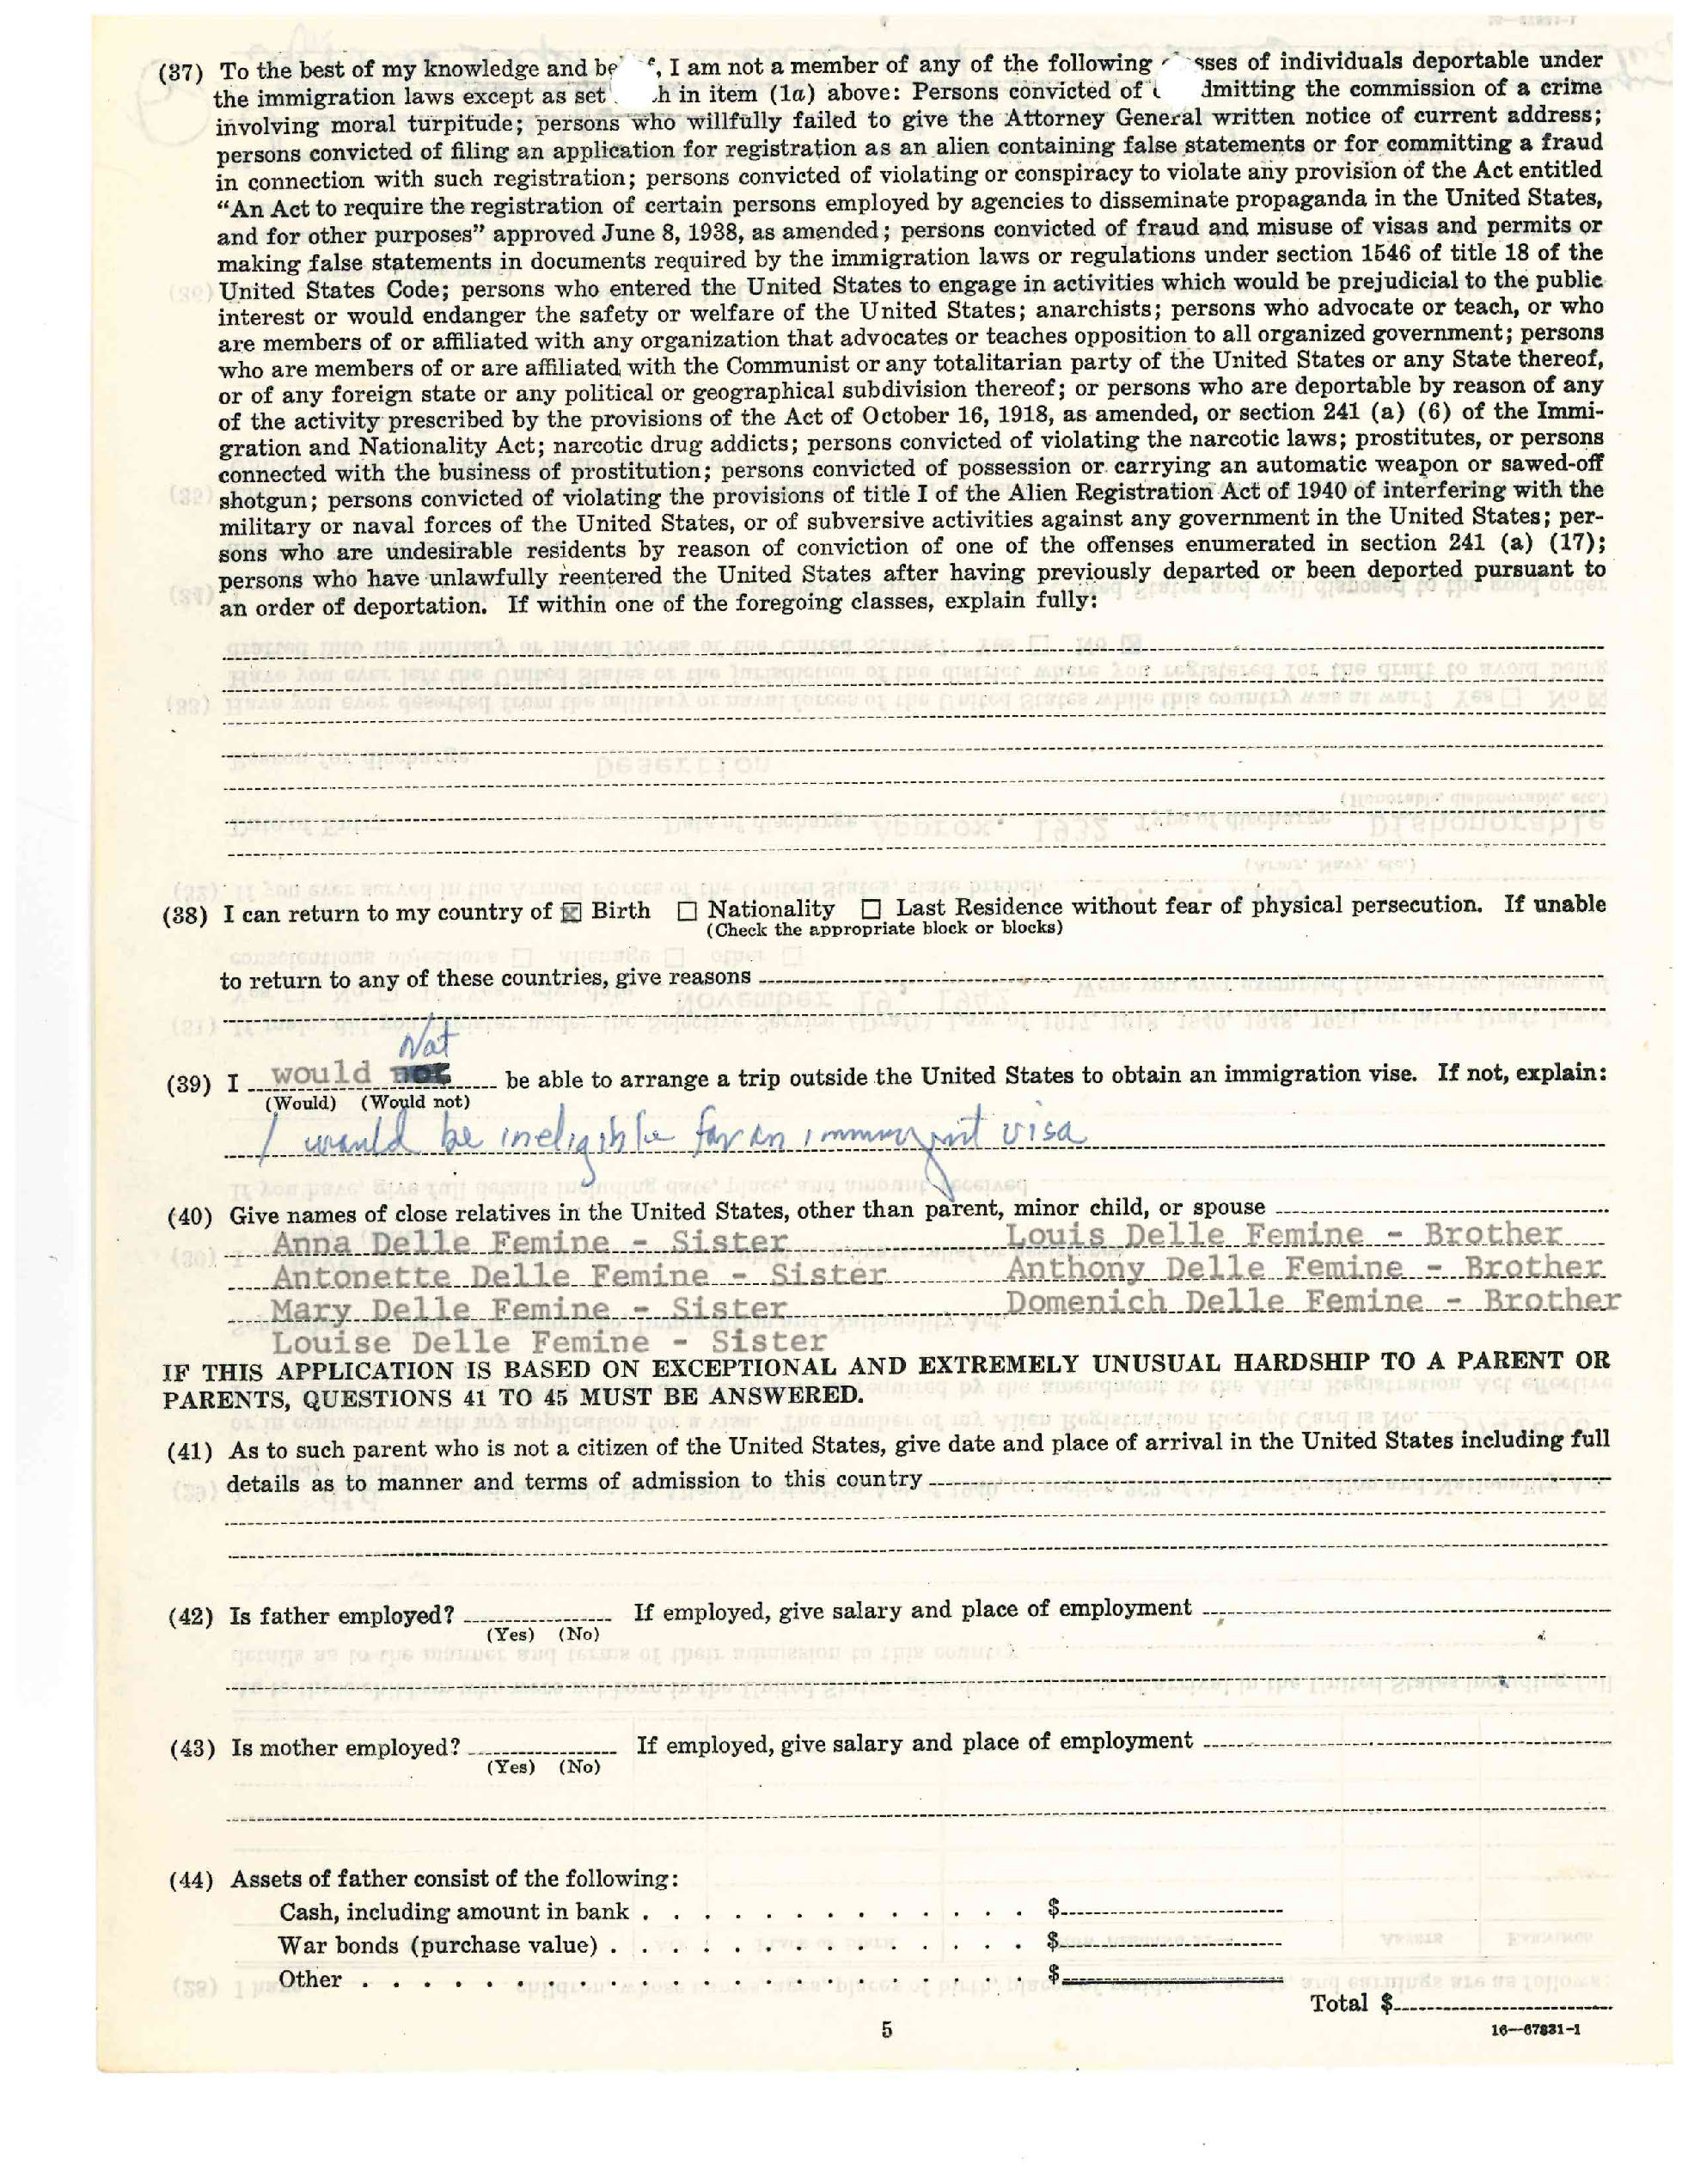 (37) To the best of my knowledge and be f, I am not a member of any of the following sses of individuals deportable under
the immigration laws except as set h in item (1a) above: Persons convicted of dmitting the commission of a crime
involving moral turpitude; persons who willfully failed to give the Attorney General written notice of current address;
persons convicted of filing an application for registration as an alien containing false statements or for committing a fraud
in connection with such registration; persons convicted of violating or conspiracy to violate any provision of the Act entitled
“An Act to require the registration of certain persons employed by agencies to disseminate propaganda in the United States,
and for other purposes” approved June 8, 1938, as amended; persons convicted of fraud and misuse of visas and permits or
making false statements in documents required by the immigration laws or regulations under section 1546 of title 18 of the
United States Code; persons who entered the United States to engage in activities which would be prejudicial to the public
interest or would endanger the safety or welfare of the United States; anarchists; persons who advocate or teach, or who
are members of or affiliated with any organization that advocates or teaches opposition to all organized government; persons
who are members of or are affiliated with the Communist or any totalitarian party of the United States or any State thereof,
or of any foreign state or any political or geographical subdivision thereof; or persons who are deportable by reason of any
of the activity prescribed by the provisions of the Act of October 16, 1918, as amended, or section 241 (a) (6) of the Immi-
gration and Nationality Act; narcotic drug addicts; persons convicted of violating the narcotic laws; prostitutes, or persons
connected with the business of prostitution; persons convicted of possession or carrying an automatic weapon or sawed-off
shotgun; persons convicted of violating the provisions of title I of the Alien Registration Act of 1940 of interfering with the
military or naval forces of the United States, or of subversive activities against any government in the United States; per-
sons who are undesirable residents by reason of conviction of one of the offenses enumerated in section 241 (a) (17);
persons who have unlawfully reentered the United States after having previously departed or been deported pursuant to
an order of deportation. If within one of the foregoing classes, explain fully:
(38) I can return to my country of ☒ Birth ☐ Nationality ☐ Last Residence without fear of physical persecution. If unable
(Check the appropriate block or blocks)
to return to any of these countries, give reasons
Not
(39) I would not be able to arrange a trip outside the United States to obtain an immigration vise. If not, explain:
(Would) (Would not)
I would be ineligible for an immigrant visa
(40) Give names of close relatives in the United States, other than parent, minor child, or spouse
Anna Delle Femine - Sister Louis Delle Femine - Brother
Antonette Delle Femine - Sister Anthony Delle Femine - Brother
Mary Delle Femine - Sister Domenich Delle Femine - Brother
Louise Delle Femine - Sister
IF THIS APPLICATION IS BASED ON EXCEPTIONAL AND EXTREMELY UNUSUAL HARDSHIP TO A PARENT OR
PARENTS, QUESTIONS 41 TO 45 MUST BE ANSWERED.
(41) As to such parent who is not a citizen of the United States, give date and place of arrival in the United States including full
details as to manner and terms of admission to this country
(42) Is father employed? If employed, give salary and place of employment
(Yes) (No)
(43) Is mother employed? If employed, give salary and place of employment
(Yes) (No)
(44) Assets of father consist of the following:
Cash, including amount in bank . . . . . . . . . . . . . $
War bonds (purchase value) . . . . . . . . . . . . . . $
Other . . . . . . . . . . . . . . . . . . . . . . $
Total $
5
16—67831-1